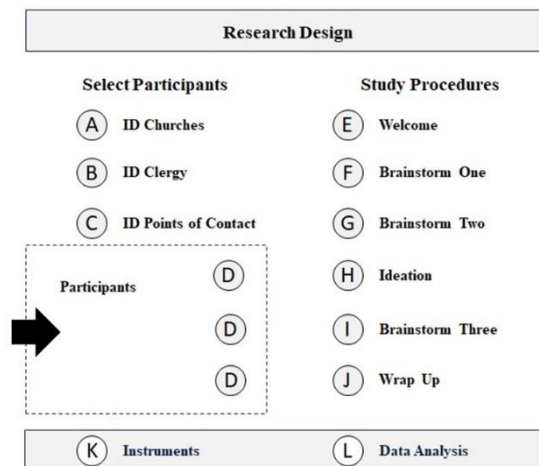 Research Design
Select Participants
A ID Churches
B ID Clergy
C ID Points of Contact
Participants D
D
D
Study Procedures
E Welcome
F Brainstorm One
G Brainstorm Two
H Ideation
I Brainstorm Three
J Wrap Up
K Instruments
L Data Analysis